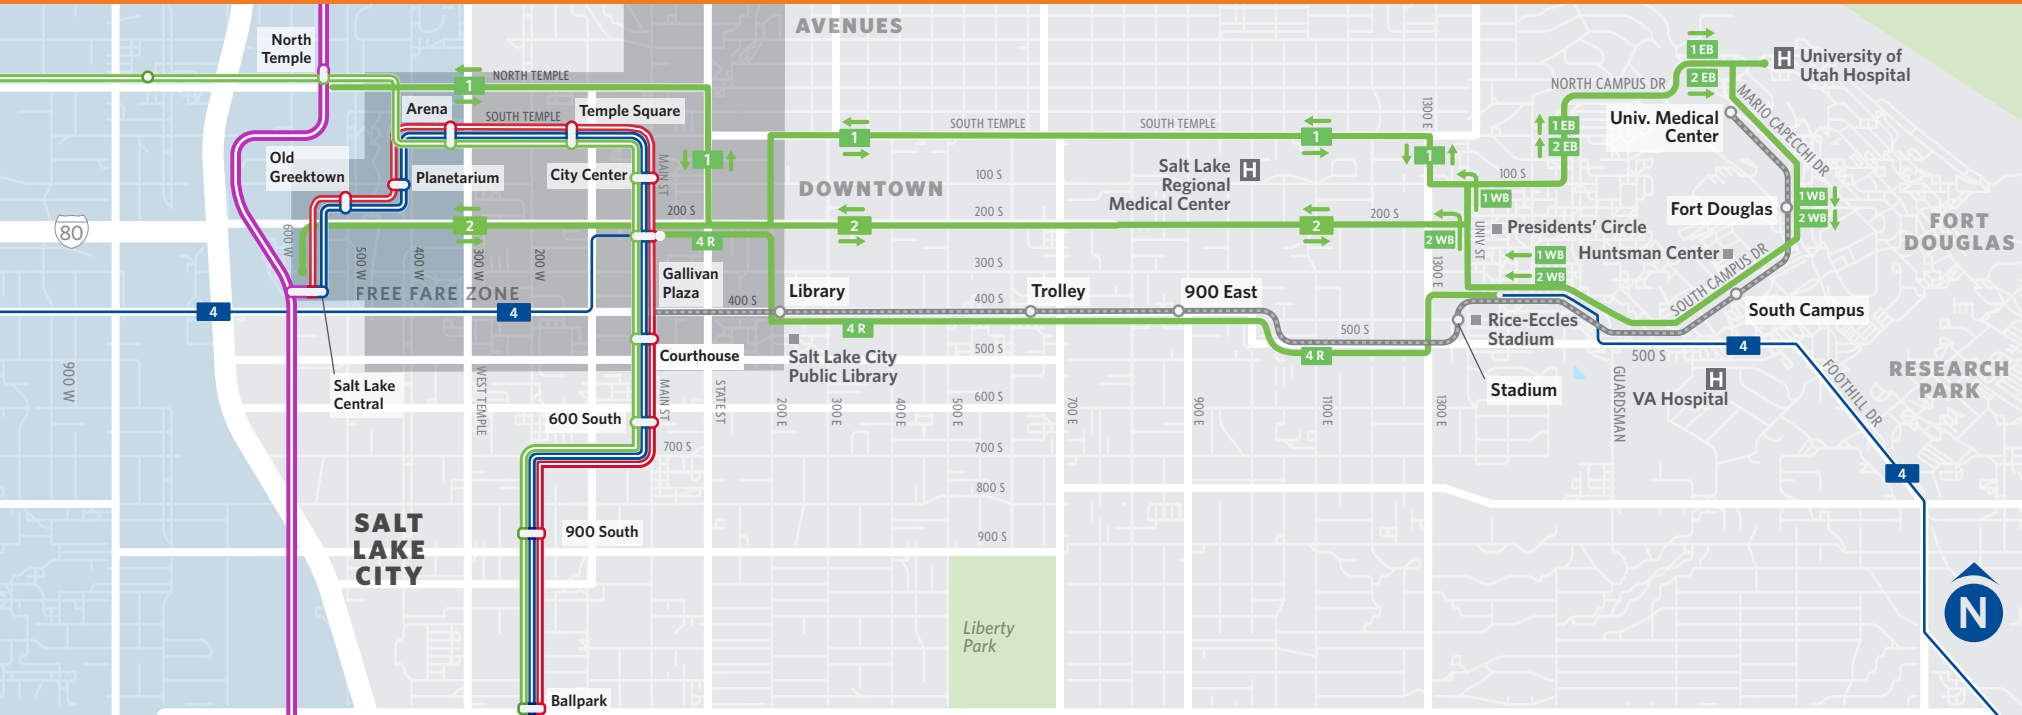 AVENUES
North
Temple
1
NORTH TEMPLE
Arena
SOUTH TEMPLE
Temple Square
Old
Greektown
Planetarium
City Center
MAIN ST
1
DOWNTOWN
1
SOUTH TEMPLE
SOUTH TEMPLE
1
1300 E
1
100 S
200 S
Salt Lake
Regional
Medical Center
H
100 S
200 S
2
200 S
2
2
4 R
80
600 W
500 W
400 W
300 W
200 W
FREE FARE ZONE
4
4
Gallivan
Plaza
400 S
Library
300 S
400 S
Trolley
900 East
4 R
500 S
4 R
Salt Lake City
Public Library
500 S
Courthouse
Salt Lake
Central
900 W
WEST TEMPLE
600 South
MAIN ST
STATE ST
700 S
200 E
300 E
400 E
500 E
600 S
700 S
800 S
900 S
700 E
900 E
1100 E
1300 E
1300 E
NORTH CAMPUS DR
1 EB
2 EB
1 EB
2 EB
H
University of
Utah Hospital
MARIO CAPECCHI DR
Univ. Medical
Center
1 WB
2 WB
UNIV ST
Presidents' Circle
Huntsman Center
1 WB
2 WB
Fort Douglas
1 WB
2 WB
FORT
DOUGLAS
SOUTH CAMPUS DR
South Campus
Rice-Eccles
Stadium
Stadium
500 S
4
GUARDSMAN
H
VA Hospital
FOOTHILL DR
RESEARCH
PARK
4
SALT
LAKE
CITY
900 South
Liberty
Park
Ballpark
N